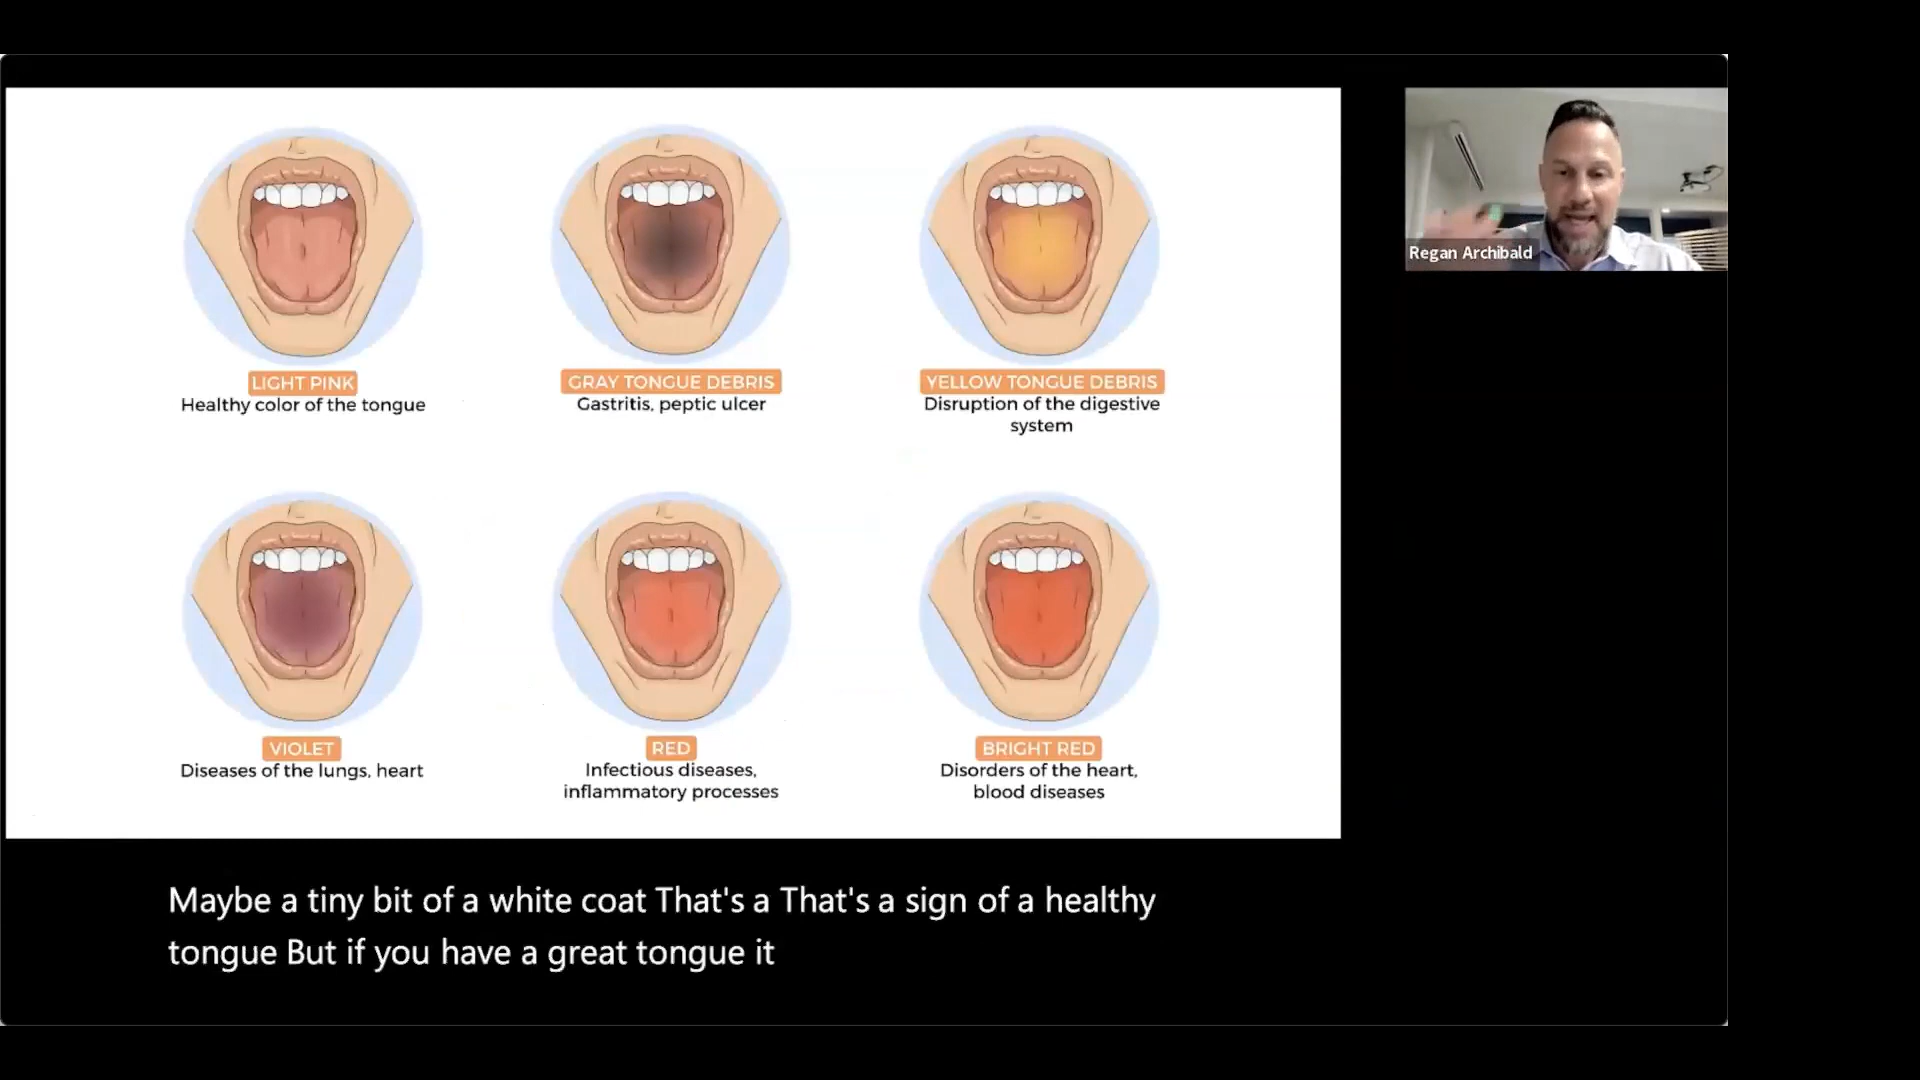 Regan Archibald
LIGHT PINK
Healthy color of the tongue
GRAY TONGUE DEBRIS
Gastritis, peptic ulcer
YELLOW TONGUE DEBRIS
Disruption of the digestive
system
VIOLET
Diseases of the lungs, heart
RED
Infectious diseases,
inflammatory processes
BRIGHT RED
Disorders of the heart,
blood diseases
Maybe a tiny bit of a white coat That's a That's a sign of a healthy
tongue But if you have a great tongue it